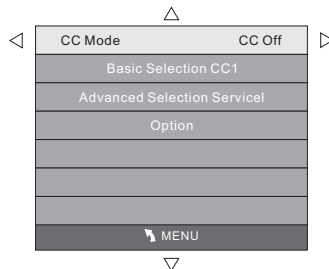 CC Mode CC Off
Basic Selection CC1
Advanced Selection Servicel
Option
MENU